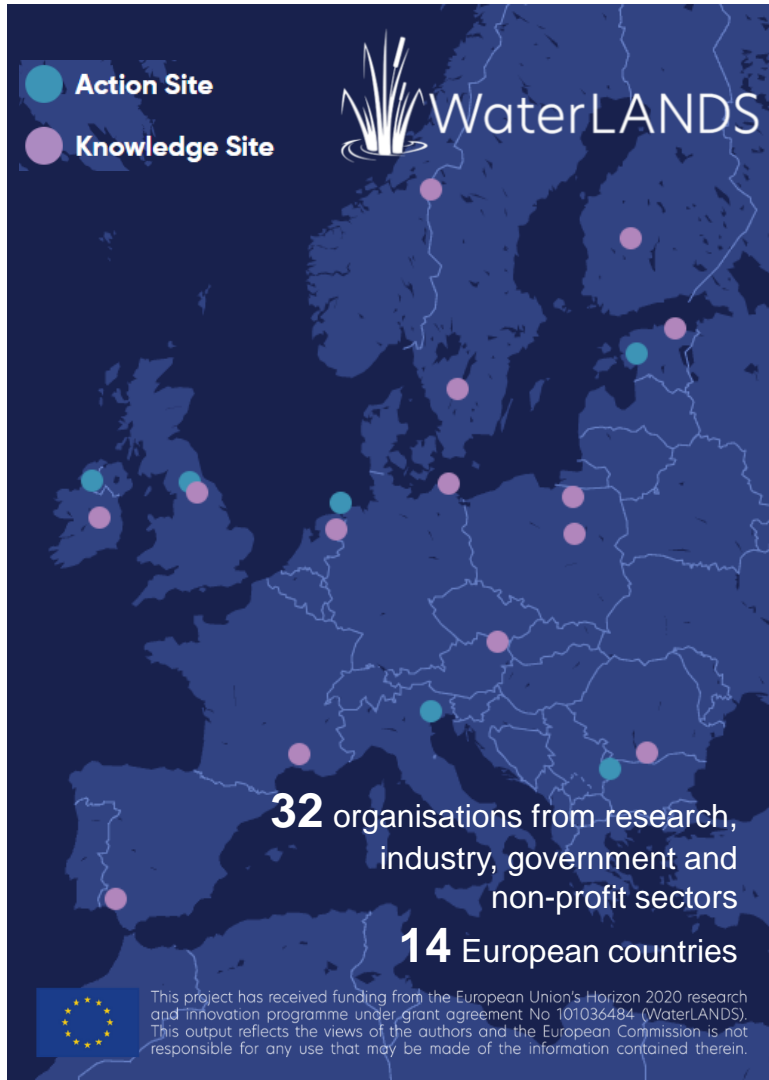 Action Site
Knowledge Site
WaterLANDS
32 organisations from research,
industry, government and
non-profit sectors
14 European countries
This project has received funding from the European Union's Horizon 2020 research
and innovation programme under grant agreement No 101036484 (WaterLANDS).
This output reflects the views of the authors and the European Commission is not
responsible for any use that may be made of the information contained therein.